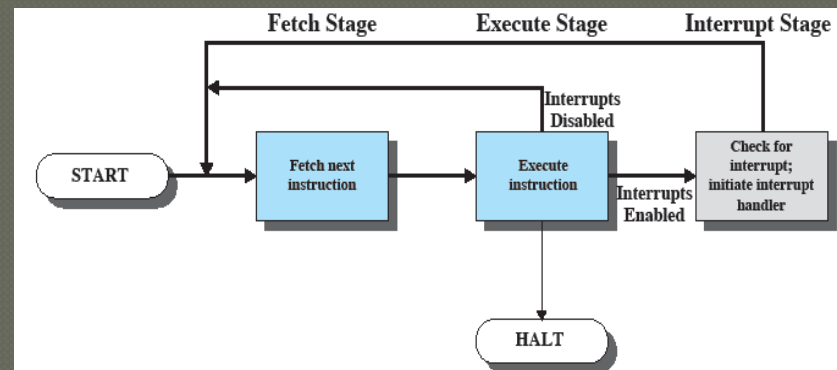 Fetch Stage
Execute Stage
Interrupt Stage
START
Fetch next
instruction
Execute
instruction
Interrupts
Disabled
Interrupts
Enabled
Check for
interrupt;
initiate interrupt
handler
HALT